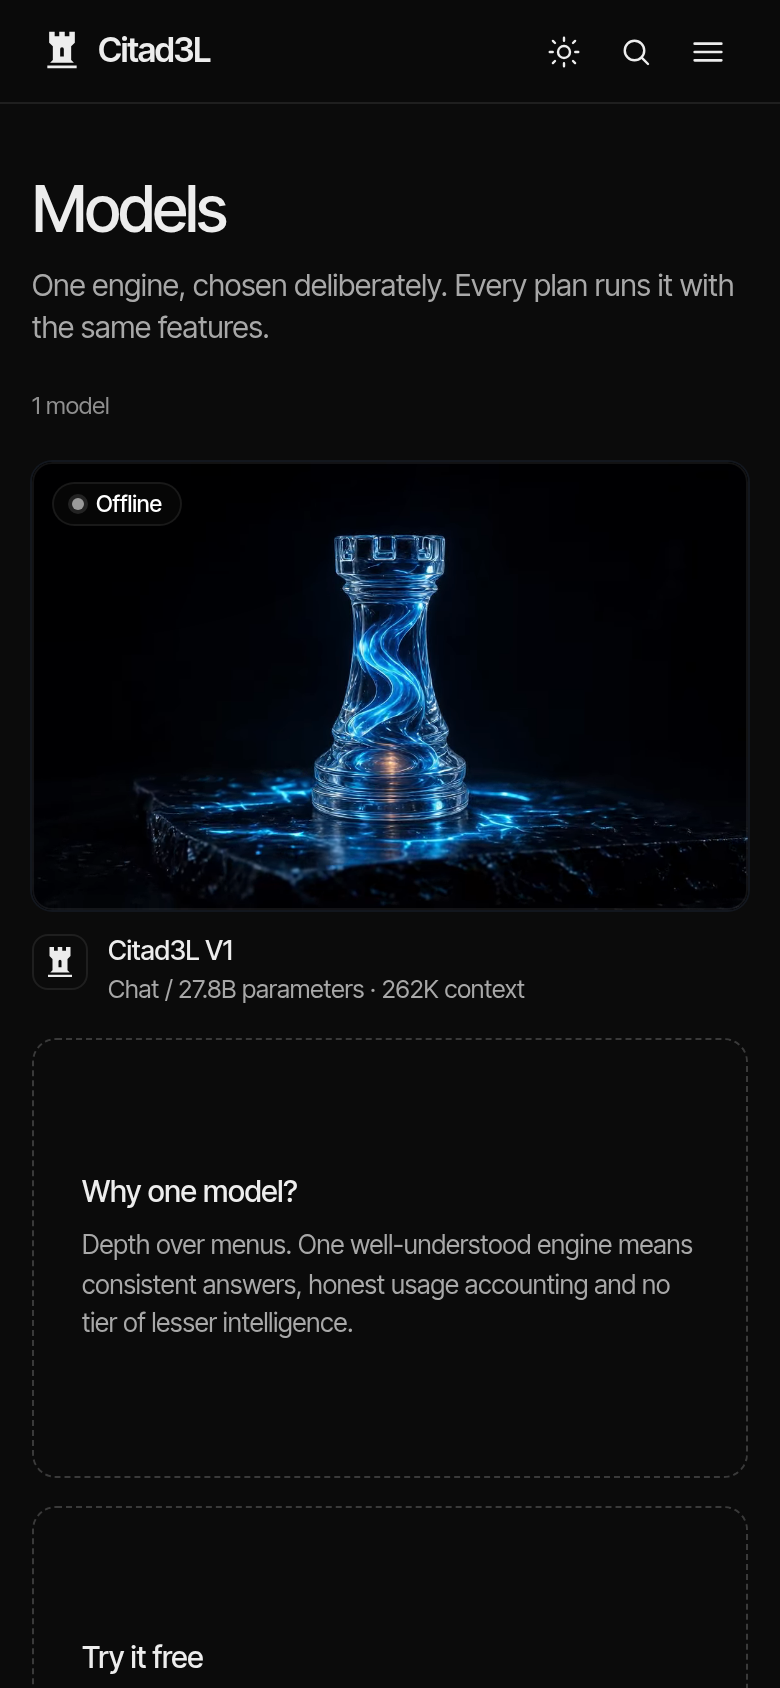 Citad3L
Models
One engine, chosen deliberately. Every plan runs it with
the same features.
1 model
Offline
Citad3L V1
Chat / 27.8B parameters · 262K context
Why one model?
Depth over menus. One well-understood engine means
consistent answers, honest usage accounting and no
tier of lesser intelligence.
Try it free